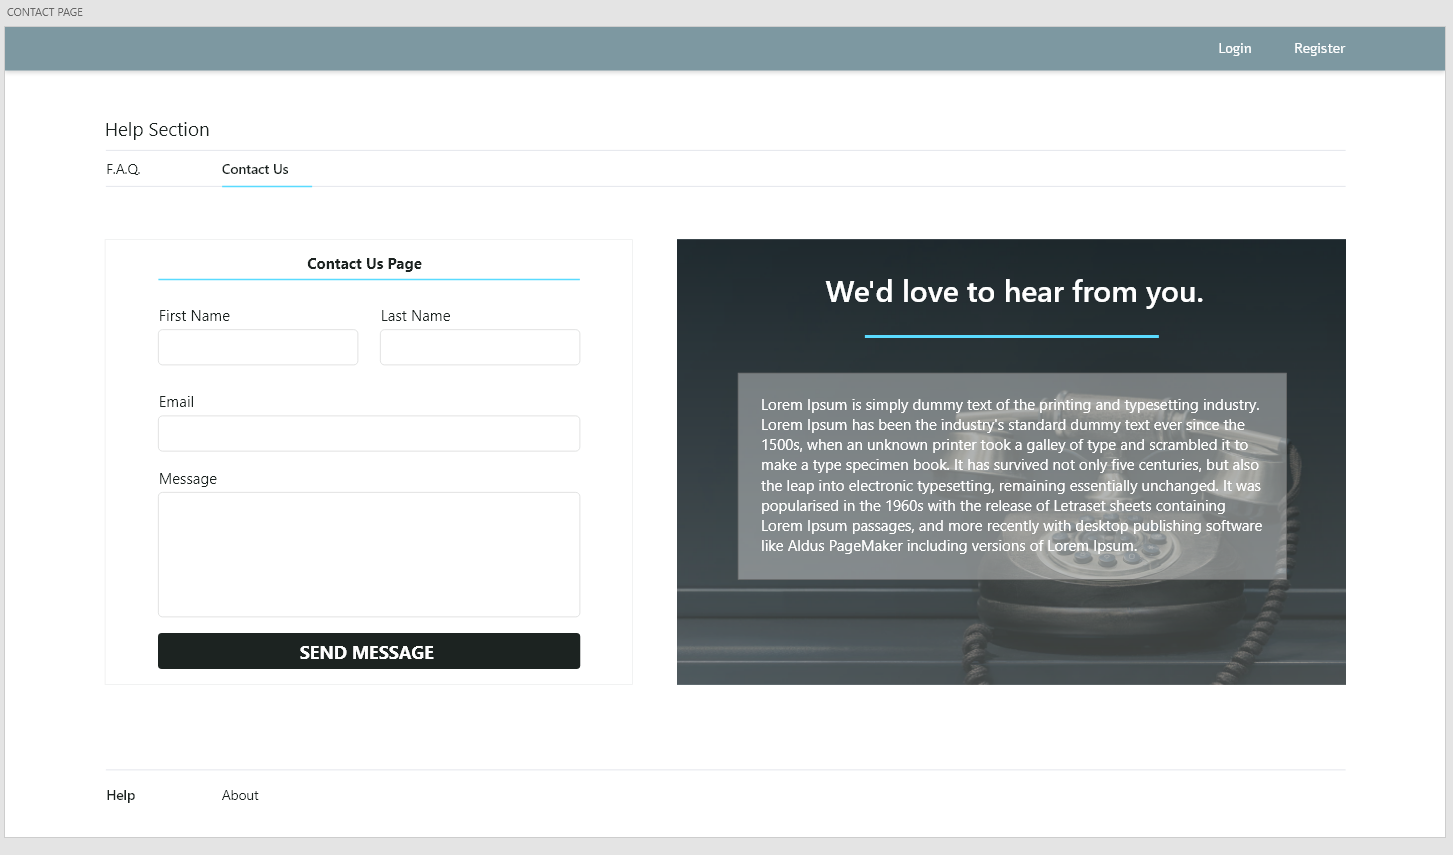 CONTACT PAGE
Login Register
Help Section
F.A.Q. Contact Us
Contact Us Page
First Name Last Name
Email
Message
SEND MESSAGE
We'd love to hear from you.
Lorem Ipsum is simply dummy text of the printing and typesetting industry.
Lorem Ipsum has been the industry's standard dummy text ever since the
1500s, when an unknown printer took a galley of type and scrambled it to
make a type specimen book. It has survived not only five centuries, but also
the leap into electronic typesetting, remaining essentially unchanged. It was
popularised in the 1960s with the release of Letraset sheets containing
Lorem Ipsum passages, and more recently with desktop publishing software
like Aldus PageMaker including versions of Lorem Ipsum.
Help About